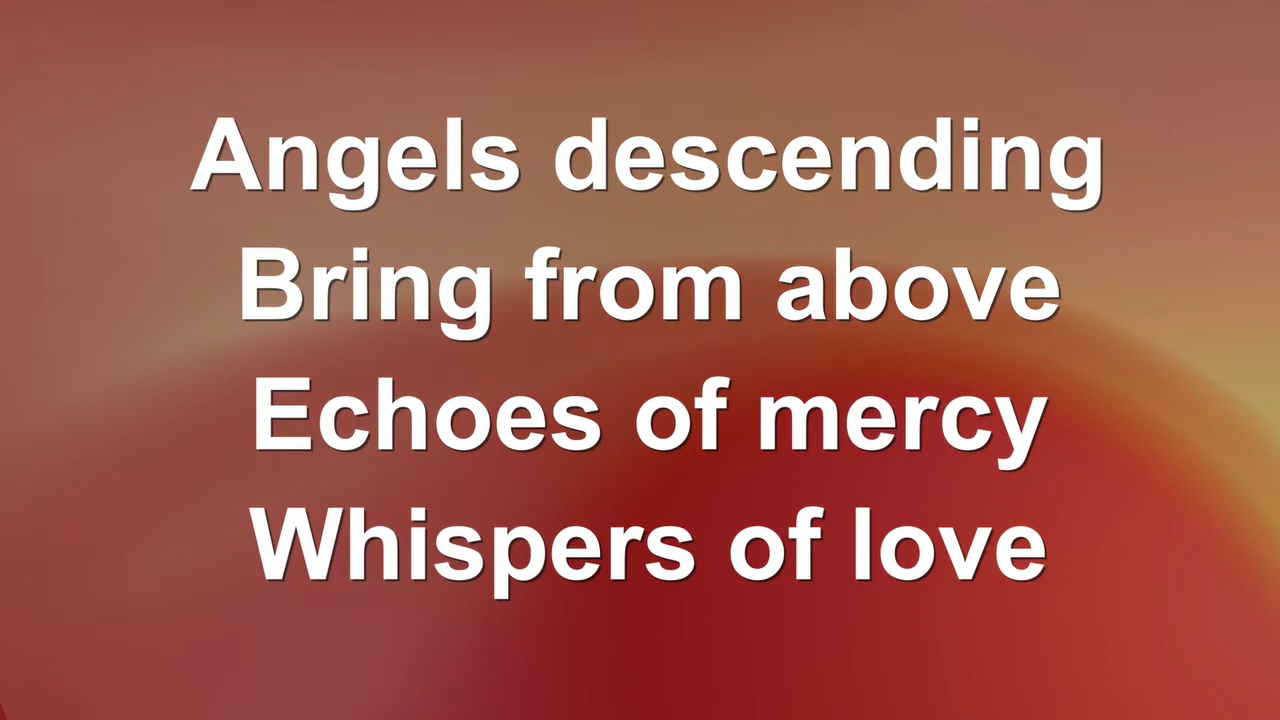 Angels descending
Bring from above
Echoes of mercy
Whispers of love